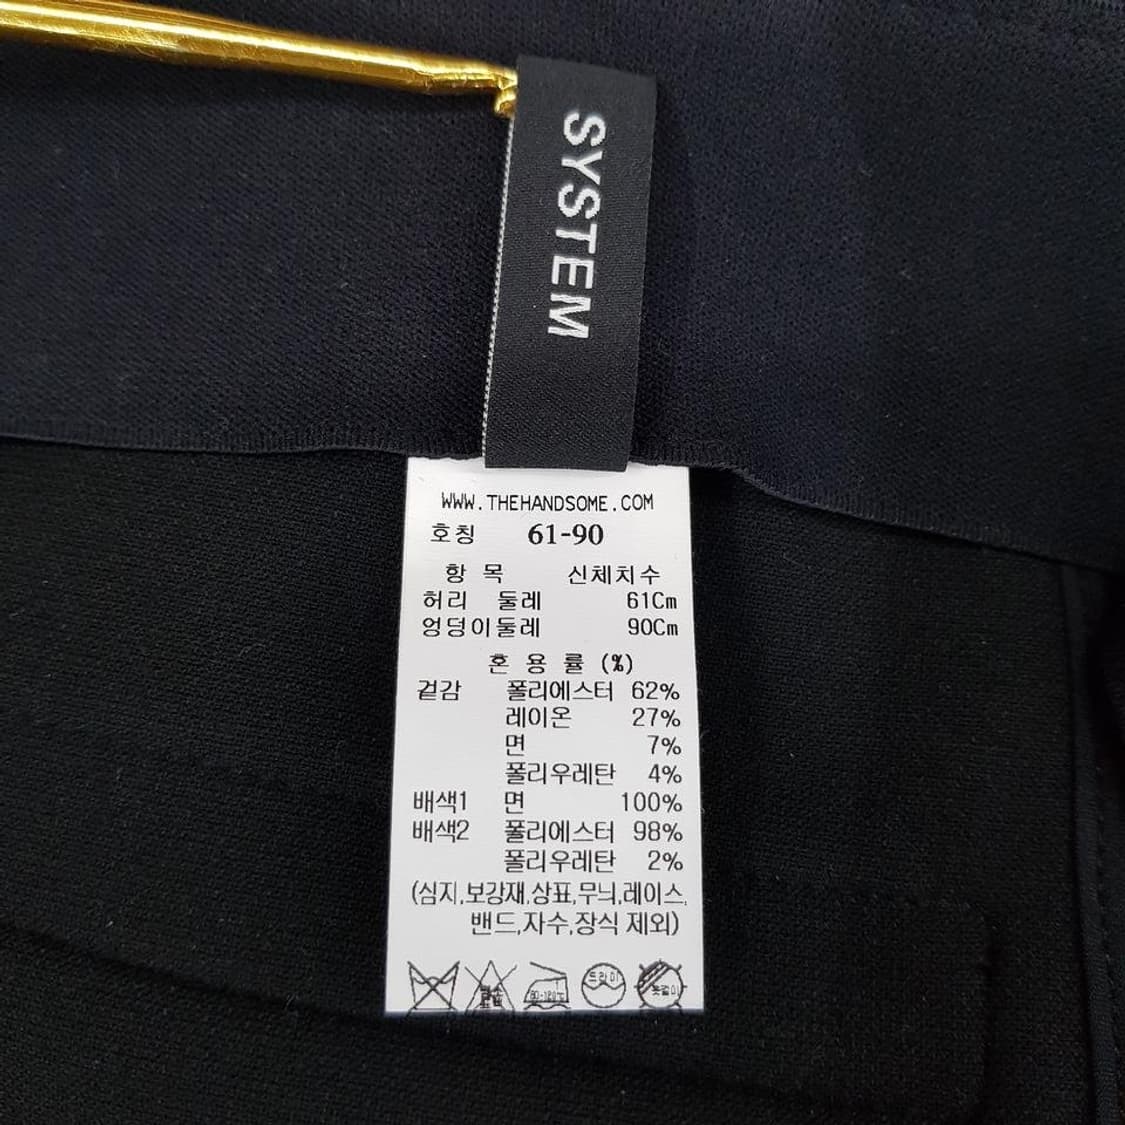 SYSTEM
WWW.THEHANDSOME.COM
호칭 61-90
항 목 신체치수
허리 둘레 61Cm
엉덩이둘레 90Cm
혼 용 률 (%)
겉감 폴리에스터 62%
레이온 27%
면 7%
폴리우레탄 4%
배색1 면 100%
배색2 폴리에스터 98%
폴리우레탄 2%
(심지,보강재,상표,무늬,레이스,
밴드,자수,장식 제외)
드라이